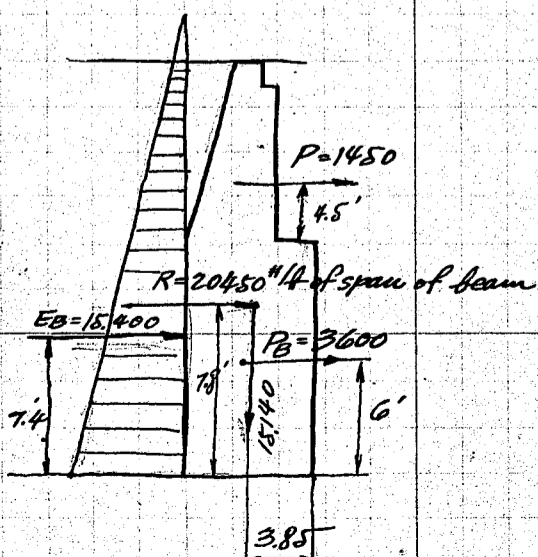 P=1450
4.5'
R=20450#/ft of span of beam
EB=15,400
PB=3600
7.4'
7.8'
15140
6'
3.85